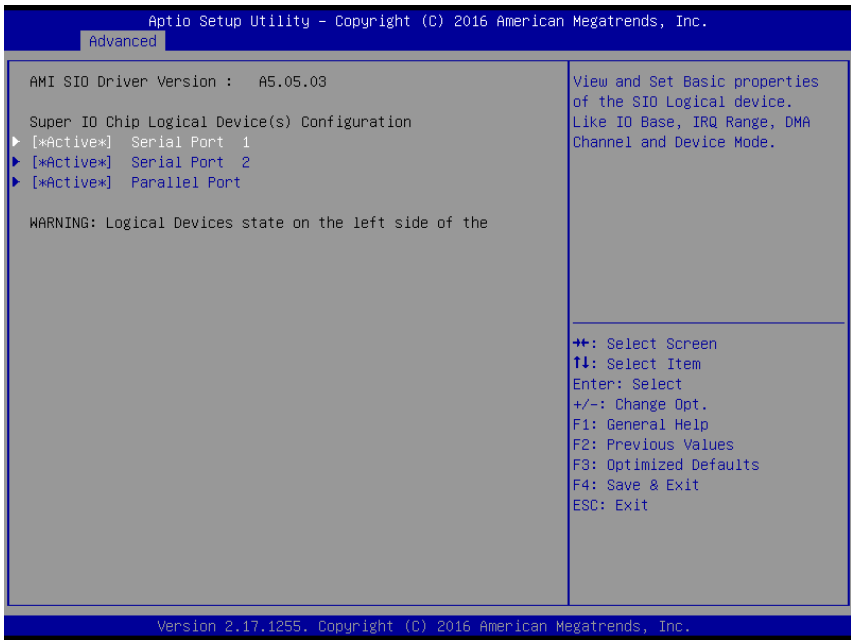 Aptio Setup Utility – Copyright (C) 2016 American Megatrends, Inc.
Advanced
AMI SIO Driver Version :   A5.05.03
Super IO Chip Logical Device(s) Configuration
[*Active*]  Serial Port  1
[*Active*]  Serial Port  2
[*Active*]  Parallel Port
WARNING: Logical Devices state on the left side of the
View and Set Basic properties
of the SIO Logical device.
Like IO Base, IRQ Range, DMA
Channel and Device Mode.
→←: Select Screen
↑↓: Select Item
Enter: Select
+/-: Change Opt.
F1: General Help
F2: Previous Values
F3: Optimized Defaults
F4: Save & Exit
ESC: Exit
Version 2.17.1255. Copyright (C) 2016 American Megatrends, Inc.